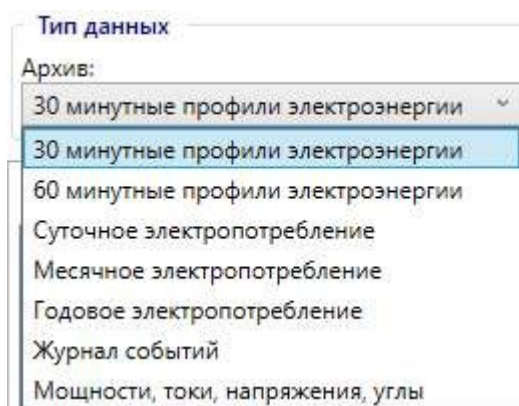 Тип данных
Архив:
30 минутные профили электроэнергии
30 минутные профили электроэнергии
60 минутные профили электроэнергии
Суточное электропотребление
Месячное электропотребление
Годовое электропотребление
Журнал событий
Мощности, токи, напряжения, углы